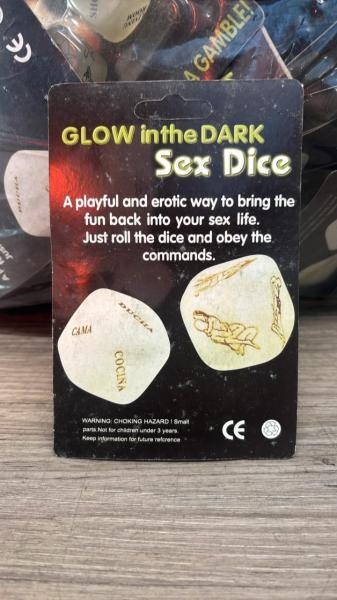 A GAMBLER
GLOW in the DARK
Sex Dice
A playful and erotic way to bring the
fun back into your sex life.
Just roll the dice and obey the
commands.
DUCHA
CAMA
COCINA
WARNING: CHOKING HAZARD ! Small
parts.Not for children under 3 years.
Keep information for future reference
CE